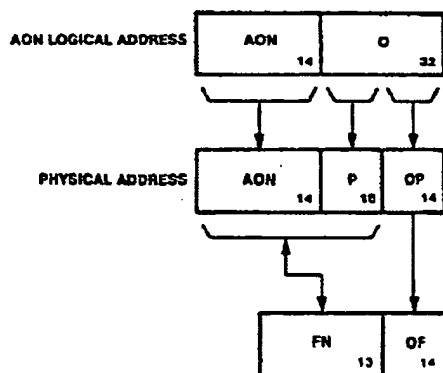 AON LOGICAL ADDRESS AON 14 O 32
PHYSICAL ADDRESS AON 14 P 18 OP 14
FN 13 OF 14